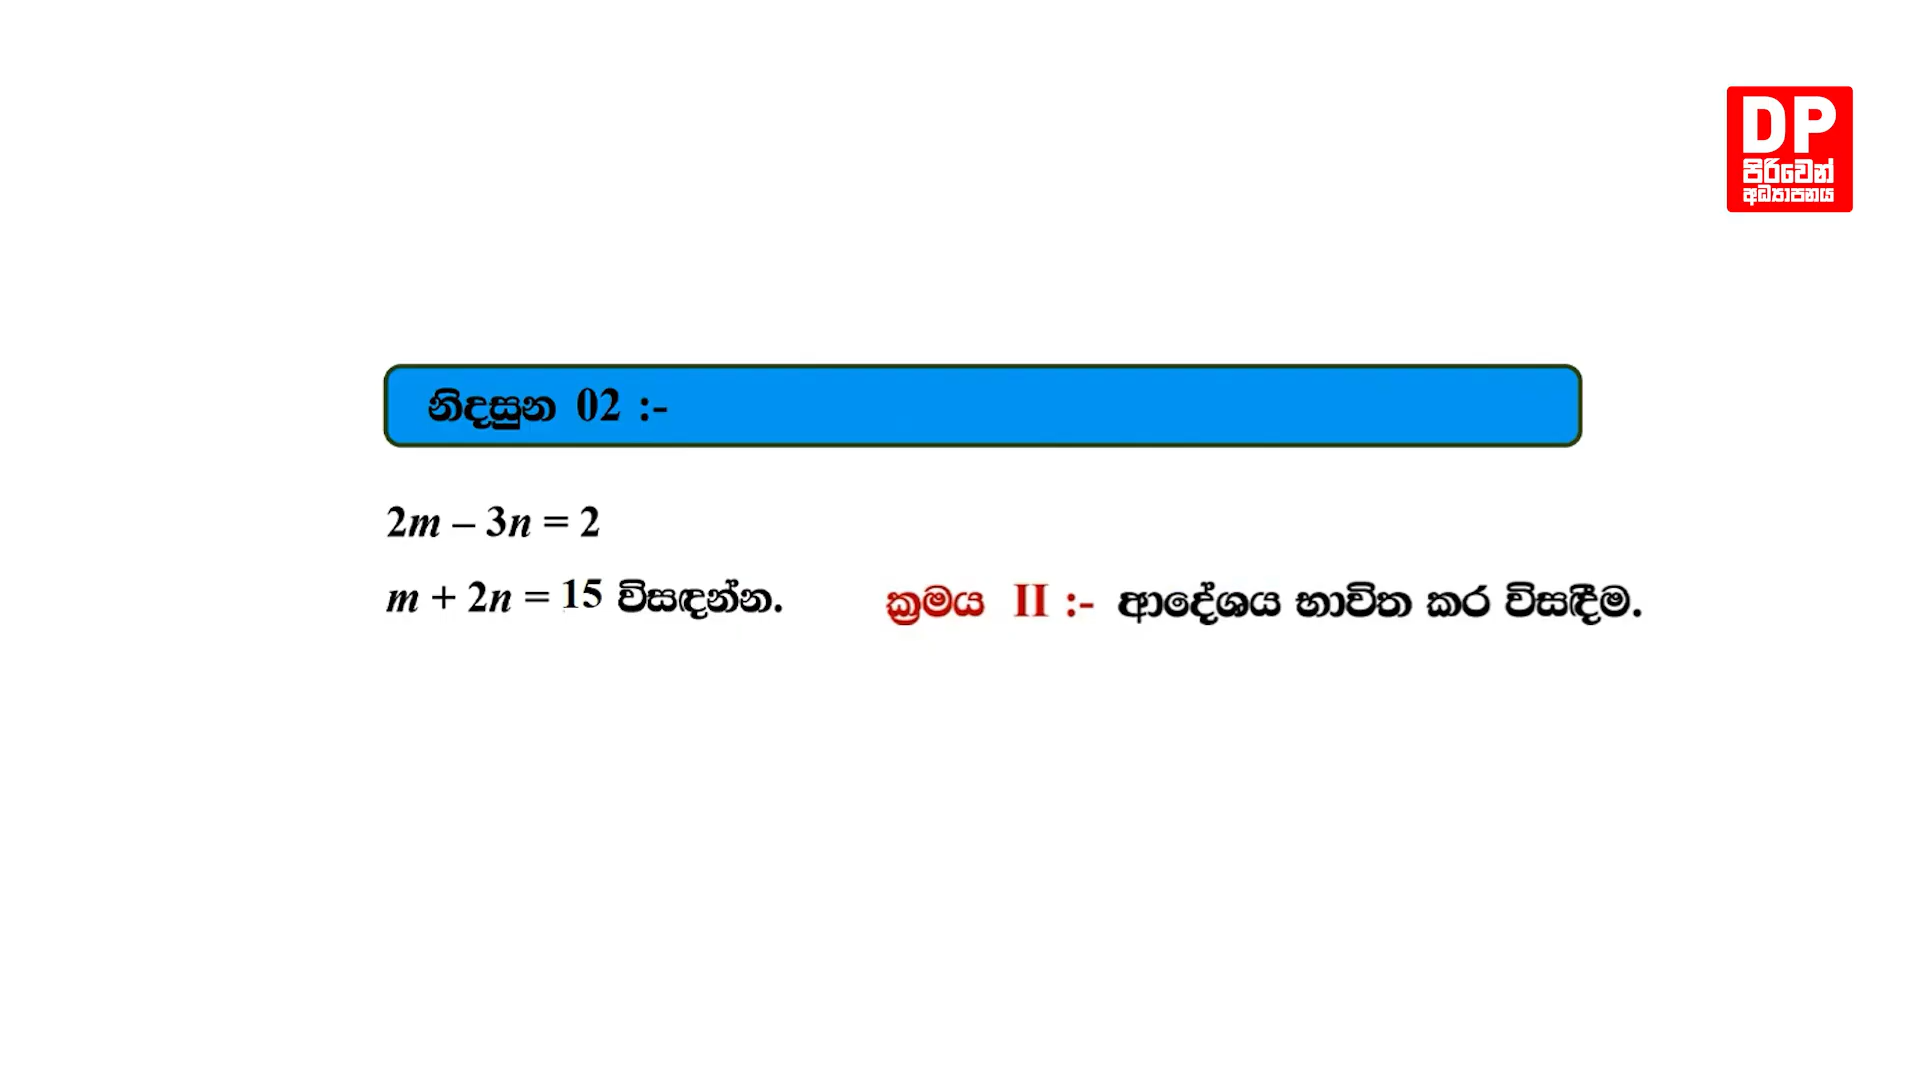 DP
පිරිවෙන්
අධ්‍යාපනය
නිදසුන 02 :-
2m – 3n = 2
m + 2n = 15 විසඳන්න.
ක්‍රමය II :- ආදේශය භාවිත කර විසඳීම.